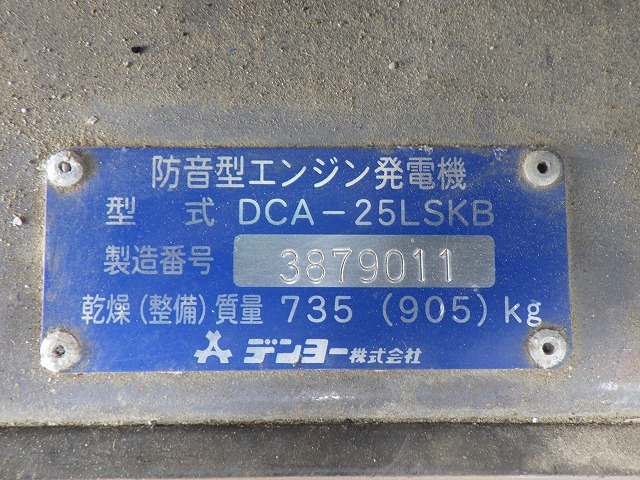 防音型エンジン発電機
型 式 DCA-25LSKB
製造番号 3879011
乾燥(整備)質量 735 (905) kg
デンヨー株式会社